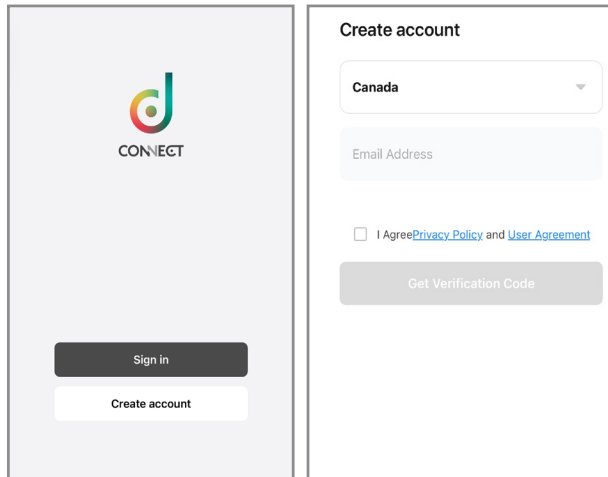 d
CONNECT
Sign in
Create account
Create account
Canada
Email Address
I AgreePrivacy Policy and User Agreement
Get Verification Code